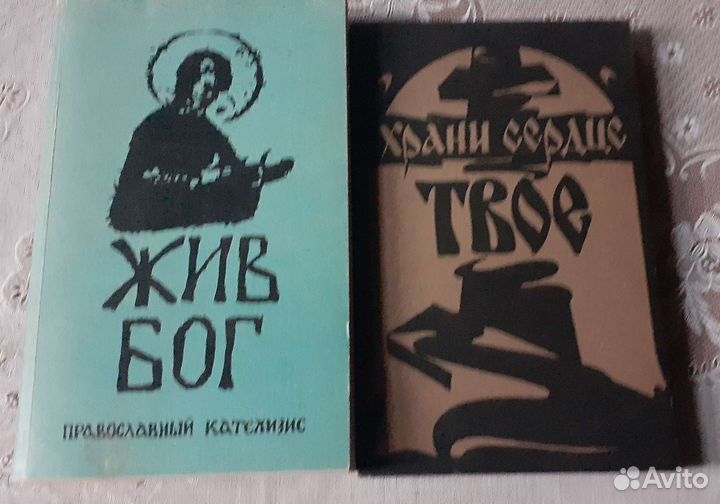 ЖИВ
БОГ
ПРАВОСЛАВНЫЙ КАТЕХИЗИС
ХРАНИ СЕРДЦЕ
ТВОЕ
Avito